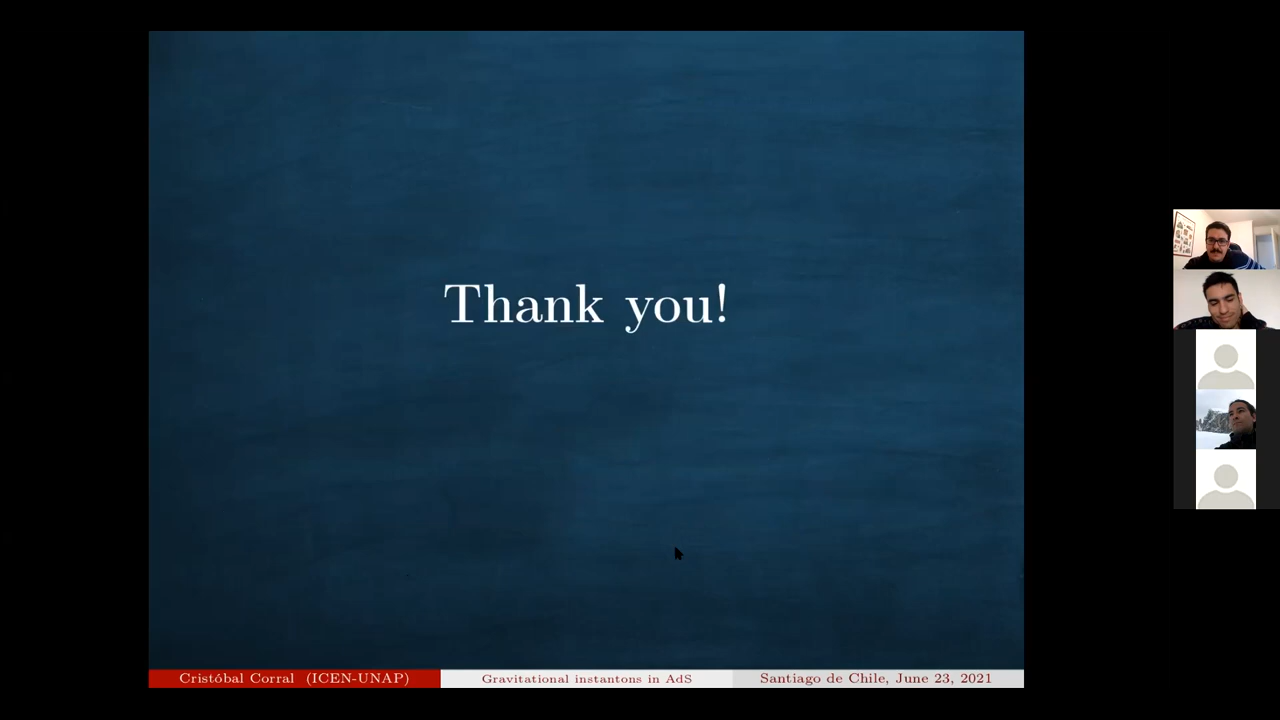 Thank you!
Cristóbal Corral (ICEN-UNAP)
Gravitational instantons in AdS
Santiago de Chile, June 23, 2021